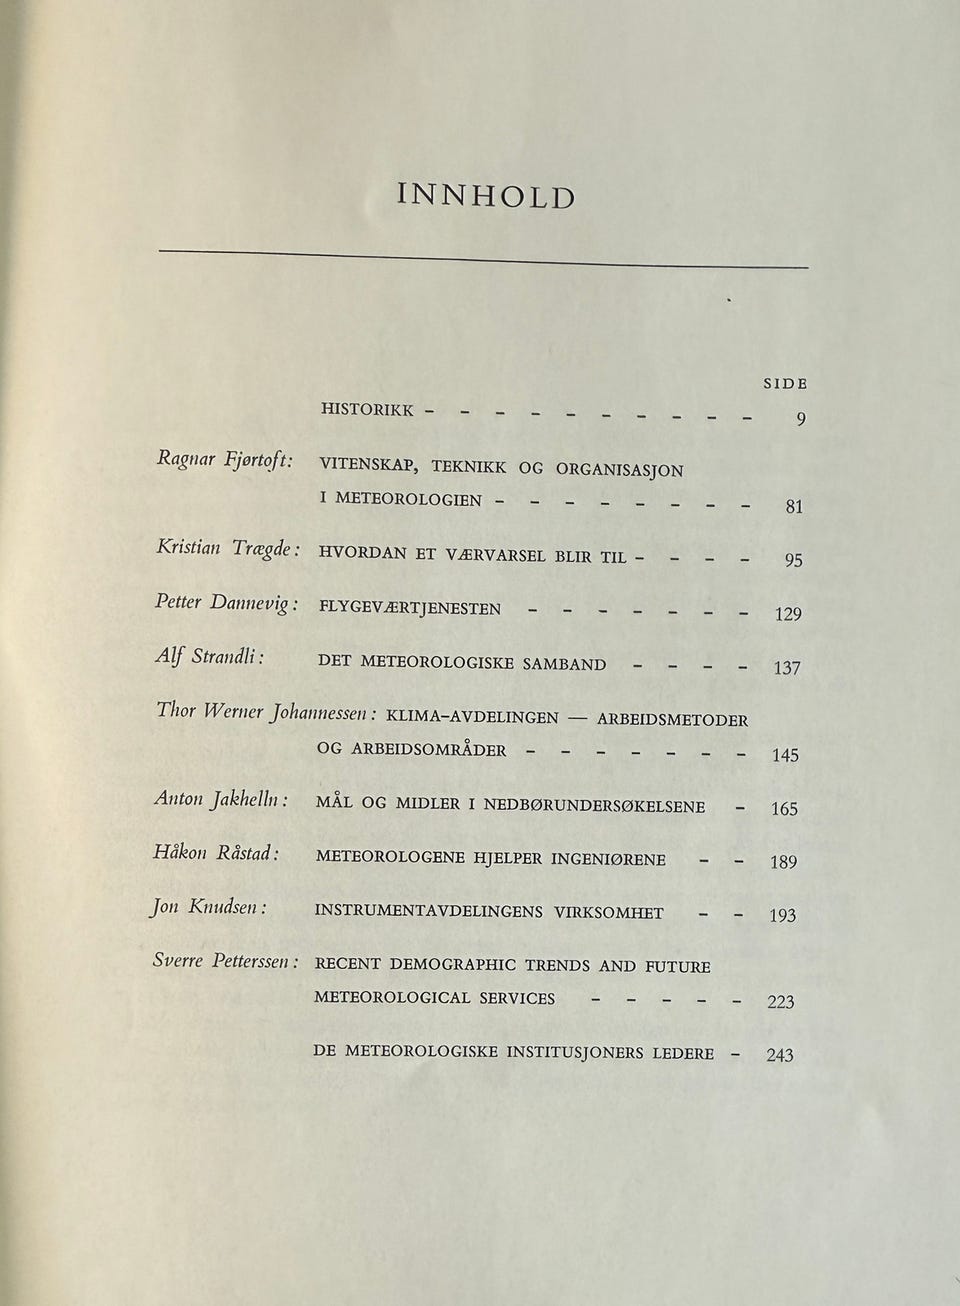 INNHOLD
SIDE
HISTORIKK - - - - - - - - - - 9
Ragnar Fjørtoft: VITENSKAP, TEKNIKK OG ORGANISASJON
I METEOROLOGIEN - - - - - - - - 81
Kristian Trægde: HVORDAN ET VÆRVARSEL BLIR TIL - - - - 95
Petter Dannevig: FLYGEVÆRTJENESTEN - - - - - - - 129
Alf Strandli: DET METEOROLOGISKE SAMBAND - - - - 137
Thor Werner Johannessen: KLIMA-AVDELINGEN — ARBEIDSMETODER
OG ARBEIDSOMRÅDER - - - - - - - 145
Anton Jakhelln: MÅL OG MIDLER I NEDBØRUNDERSØKELSENE - 165
Håkon Råstad: METEOROLOGENE HJELPER INGENIØRENE - - 189
Jon Knudsen: INSTRUMENTAVDELINGENS VIRKSOMHET - - 193
Sverre Petterssen: RECENT DEMOGRAPHIC TRENDS AND FUTURE
METEOROLOGICAL SERVICES - - - - - 223
DE METEOROLOGISKE INSTITUSJONERS LEDERE - 243